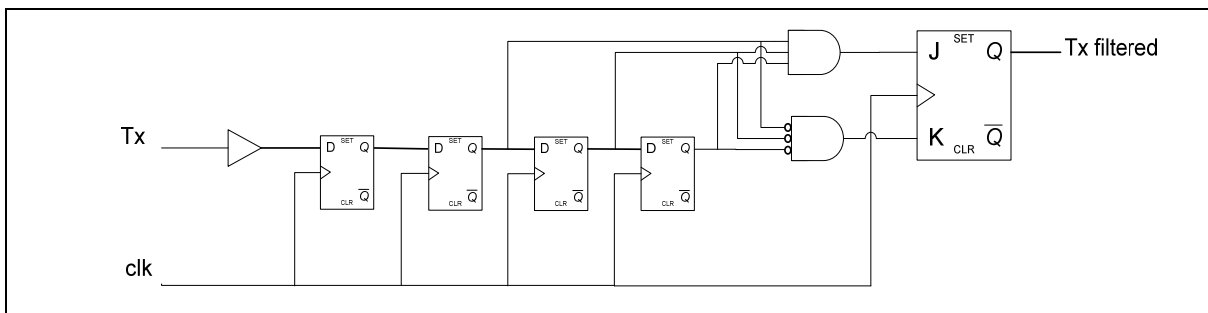 Tx
clk
D SET Q
CLR Q
D SET Q
CLR Q
D SET Q
CLR Q
D SET Q
CLR Q
J SET Q
K CLR Q
Tx filtered